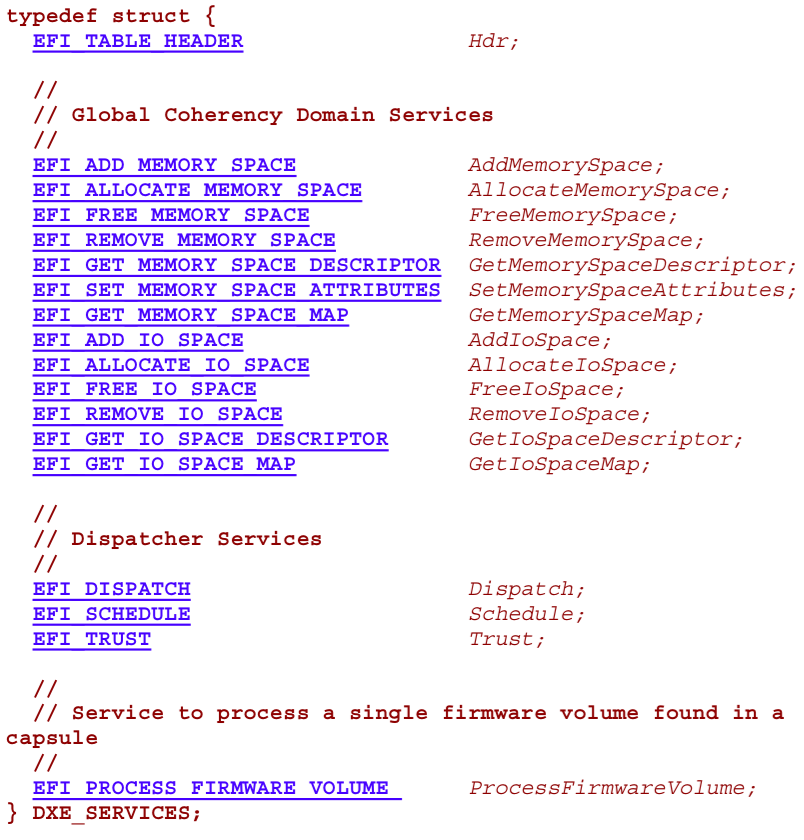 typedef struct {
  EFI_TABLE_HEADER                 Hdr;

  //
  // Global Coherency Domain Services
  //
  EFI_ADD_MEMORY_SPACE             AddMemorySpace;
  EFI_ALLOCATE_MEMORY_SPACE        AllocateMemorySpace;
  EFI_FREE_MEMORY_SPACE            FreeMemorySpace;
  EFI_REMOVE_MEMORY_SPACE          RemoveMemorySpace;
  EFI_GET_MEMORY_SPACE_DESCRIPTOR  GetMemorySpaceDescriptor;
  EFI_SET_MEMORY_SPACE_ATTRIBUTES  SetMemorySpaceAttributes;
  EFI_GET_MEMORY_SPACE_MAP         GetMemorySpaceMap;
  EFI_ADD_IO_SPACE                 AddIoSpace;
  EFI_ALLOCATE_IO_SPACE            AllocateIoSpace;
  EFI_FREE_IO_SPACE                FreeIoSpace;
  EFI_REMOVE_IO_SPACE              RemoveIoSpace;
  EFI_GET_IO_SPACE_DESCRIPTOR      GetIoSpaceDescriptor;
  EFI_GET_IO_SPACE_MAP             GetIoSpaceMap;

  //
  // Dispatcher Services
  //
  EFI_DISPATCH                     Dispatch;
  EFI_SCHEDULE                     Schedule;
  EFI_TRUST                        Trust;

  //
  // Service to process a single firmware volume found in a
capsule
  //
  EFI_PROCESS_FIRMWARE_VOLUME      ProcessFirmwareVolume;
} DXE_SERVICES;